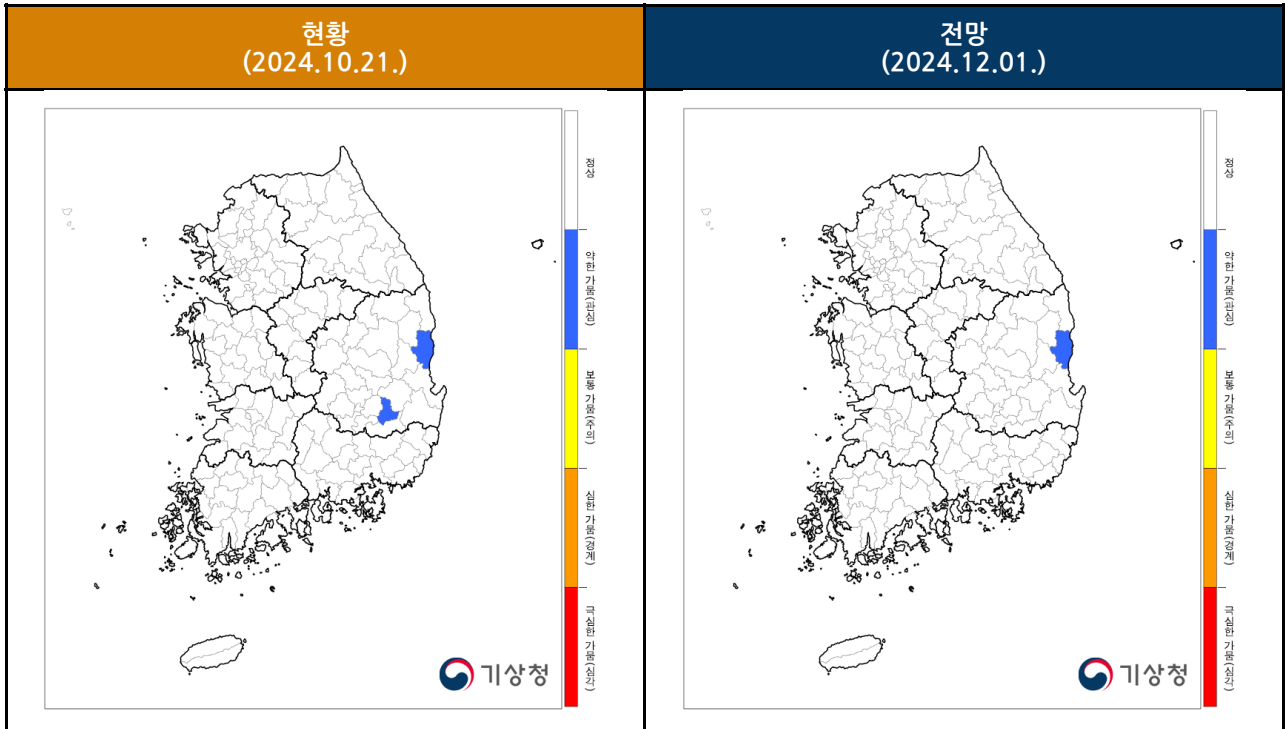 현황
(2024.10.21.)
전망
(2024.12.01.)
정상
약한 가뭄(관심)
보통 가뭄(주의)
심한 가뭄(경계)
극심한 가뭄(심각)
기상청
정상
약한 가뭄(관심)
보통 가뭄(주의)
심한 가뭄(경계)
극심한 가뭄(심각)
기상청